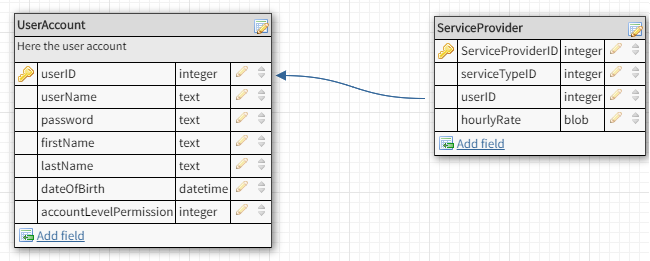 UserAccount
Here the user account
userID integer
userName text
password text
firstName text
lastName text
dateOfBirth datetime
accountLevelPermission integer
Add field
ServiceProvider
ServiceProviderID integer
serviceTypeID integer
userID integer
hourlyRate blob
Add field